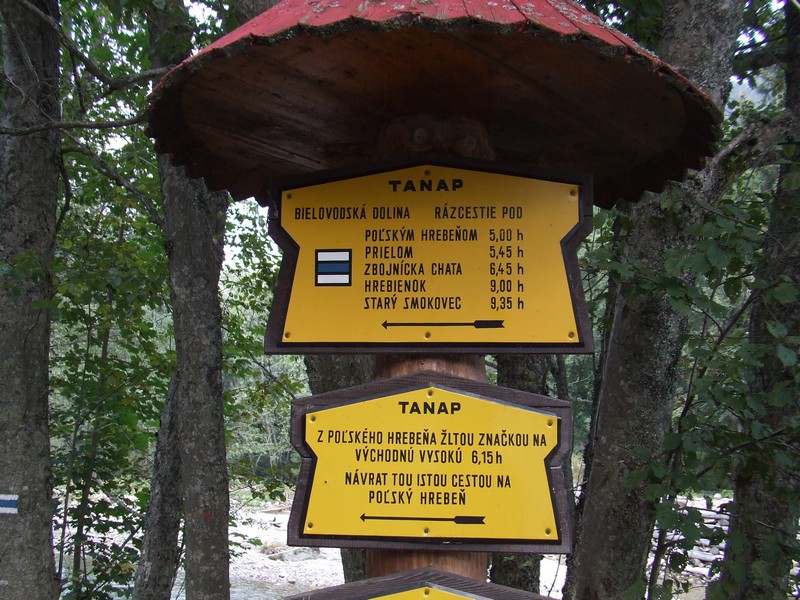 TANAP
BIELOVODSKÁ DOLINA RÁZCESTIE POD
POĽSKÝM HREBEŇOM 5,00 h
PRIELOM 5,45 h
ZBOJNÍCKA CHATA 6,45 h
HREBIENOK 9,00 h
STARÝ SMOKOVEC 9,35 h
TANAP
Z POĽSKÉHO HREBEŇA ŽLTOU ZNAČKOU NA
VÝCHODNÚ VYSOKÚ 6,15 h
NÁVRAT TOU ISTOU CESTOU NA
POĽSKÝ HREBEŇ